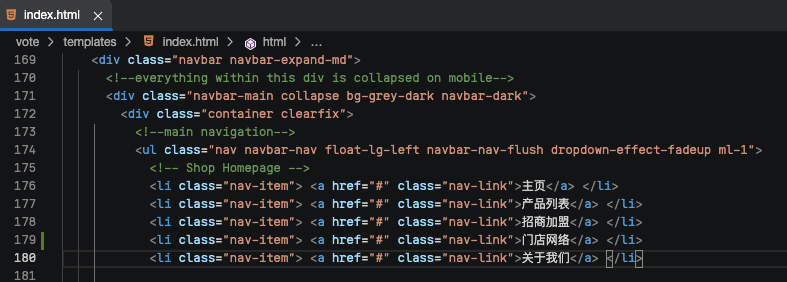 index.html ×
vote > templates > index.html > html > ...
169 <div class="navbar navbar-expand-md">
170 <!--everything within this div is collapsed on mobile-->
171 <div class="navbar-main collapse bg-grey-dark navbar-dark">
172 <div class="container clearfix">
173 <!--main navigation-->
174 <ul class="nav navbar-nav float-lg-left navbar-nav-flush dropdown-effect-fadeup ml-1">
175 <!-- Shop Homepage -->
176 <li class="nav-item"> <a href="#" class="nav-link">主页</a> </li>
177 <li class="nav-item"> <a href="#" class="nav-link">产品列表</a> </li>
178 <li class="nav-item"> <a href="#" class="nav-link">招商加盟</a> </li>
179 <li class="nav-item"> <a href="#" class="nav-link">门店网络</a> </li>
180 <li class="nav-item"> <a href="#" class="nav-link">关于我们</a> </li>
181